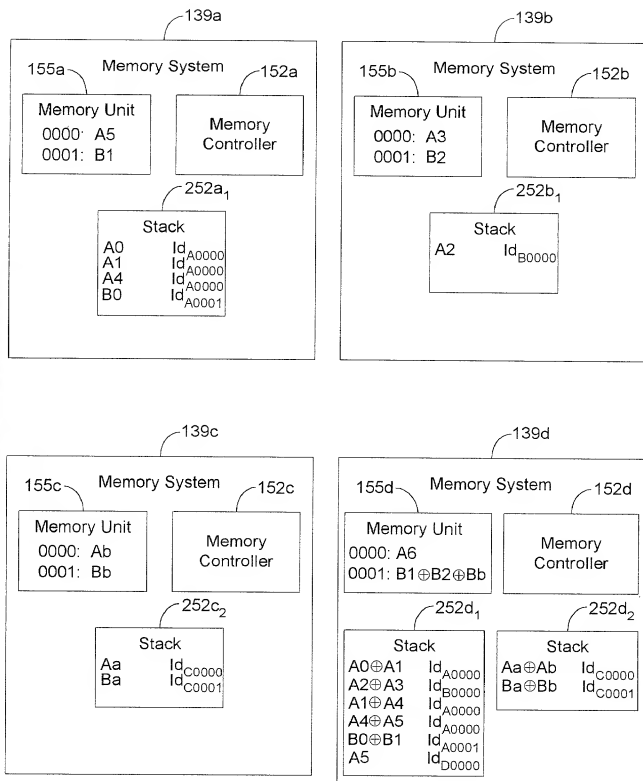 139a
Memory System
155a
152a
Memory Unit
0000: A5
0001: B1
Memory
Controller
252a1
Stack
A0 IdA0000
A1 IdA0000
A4 IdA0000
B0 IdA0001
139b
Memory System
155b
152b
Memory Unit
0000: A3
0001: B2
Memory
Controller
252b1
Stack
A2 IdB0000
139c
Memory System
155c
152c
Memory Unit
0000: Ab
0001: Bb
Memory
Controller
252c2
Stack
Aa IdC0000
Ba IdC0001
139d
Memory System
155d
152d
Memory Unit
0000: A6
0001: B1⊕B2⊕Bb
Memory
Controller
252d1
Stack
A0⊕A1 IdA0000
A2⊕A3 IdB0000
A1⊕A4 IdA0000
A4⊕A5 IdA0000
B0⊕B1 IdA0001
A5 IdD0000
252d2
Stack
Aa⊕Ab IdC0000
Ba⊕Bb IdC0001